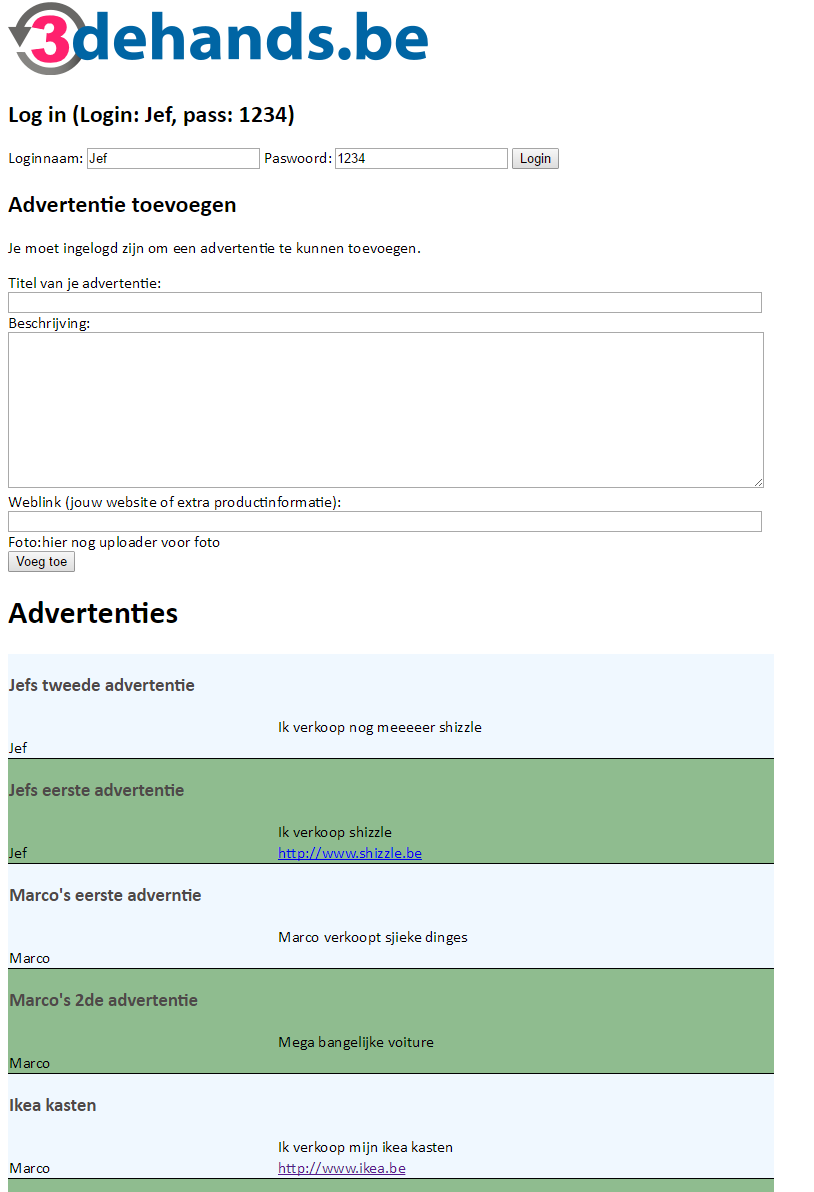 3dehands.be
Log in (Login: Jef, pass: 1234)
Loginnaam: Jef Paswoord: 1234 Login
Advertentie toevoegen
Je moet ingelogd zijn om een advertentie te kunnen toevoegen.
Titel van je advertentie:
Beschrijving:
Weblink (jouw website of extra productinformatie):
Foto:hier nog uploader voor foto
Voeg toe
Advertenties
Jefs tweede advertentie
Ik verkoop nog meeeeer shizzle
Jef
Jefs eerste advertentie
Ik verkoop shizzle
Jef http://www.shizzle.be
Marco's eerste adverntie
Marco verkoopt sjieke dinges
Marco
Marco's 2de advertentie
Mega bangelijke voiture
Marco
Ikea kasten
Ik verkoop mijn ikea kasten
Marco http://www.ikea.be